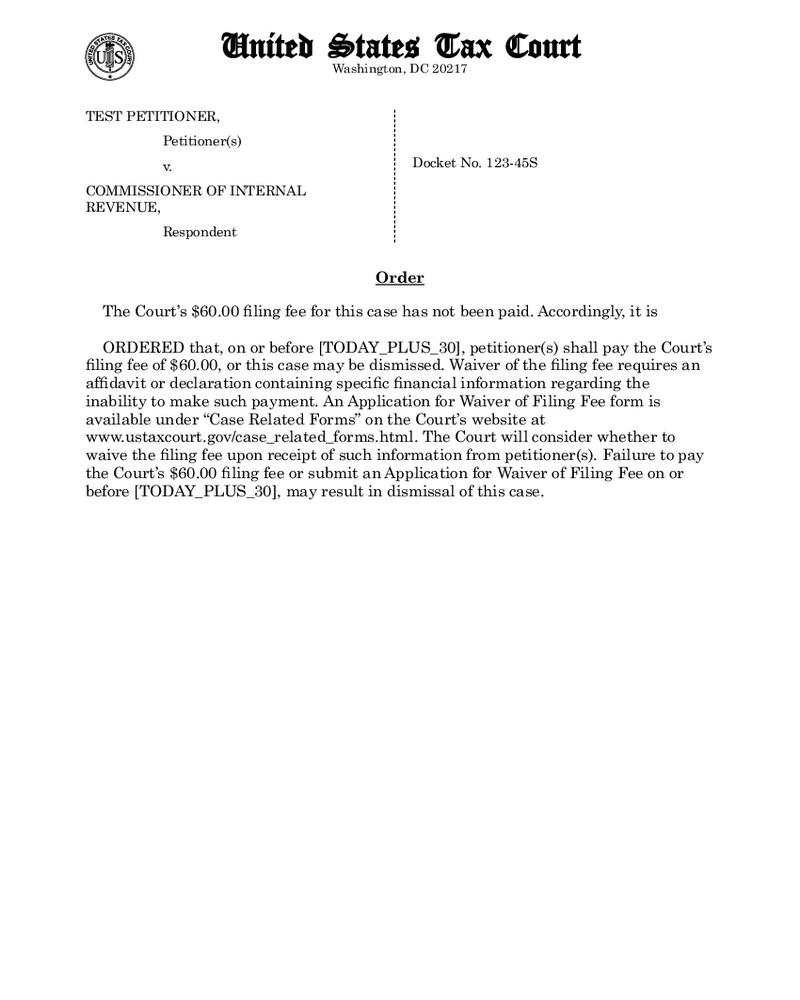 UNITED STATES TAX COURT
US
United States Tax Court
Washington, DC 20217
TEST PETITIONER,
Petitioner(s)
v.
Docket No. 123-45S
COMMISSIONER OF INTERNAL
REVENUE,
Respondent
Order
The Court’s $60.00 filing fee for this case has not been paid. Accordingly, it is
ORDERED that, on or before [TODAY_PLUS_30], petitioner(s) shall pay the Court’s
filing fee of $60.00, or this case may be dismissed. Waiver of the filing fee requires an
affidavit or declaration containing specific financial information regarding the
inability to make such payment. An Application for Waiver of Filing Fee form is
available under “Case Related Forms” on the Court’s website at
www.ustaxcourt.gov/case_related_forms.html. The Court will consider whether to
waive the filing fee upon receipt of such information from petitioner(s). Failure to pay
the Court’s $60.00 filing fee or submit an Application for Waiver of Filing Fee on or
before [TODAY_PLUS_30], may result in dismissal of this case.